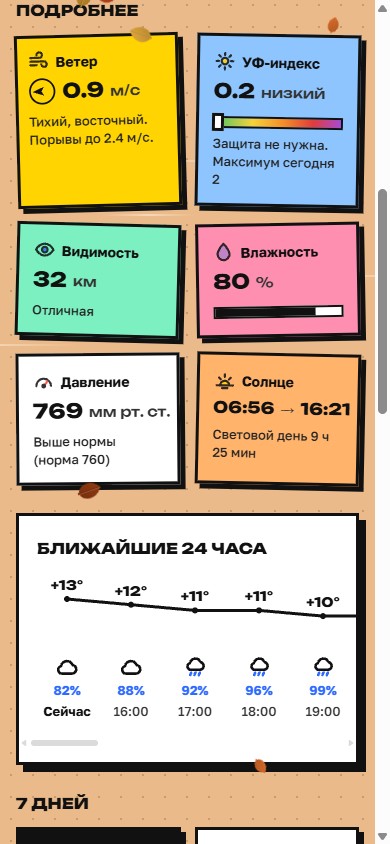 ПОДРОБНЕЕ
Ветер
0.9 м/с
Тихий, восточный.
Порывы до 2.4 м/с.
УФ-индекс
0.2 низкий
Защита не нужна.
Максимум сегодня
2
Видимость
32 км
Отличная
Влажность
80 %
Давление
769 мм рт. ст.
Выше нормы
(норма 760)
Солнце
06:56 → 16:21
Световой день 9 ч
25 мин
БЛИЖАЙШИЕ 24 ЧАСА
+13° +12° +11° +11° +10°
82% 88% 92% 96% 99%
Сейчас 16:00 17:00 18:00 19:00
7 ДНЕЙ